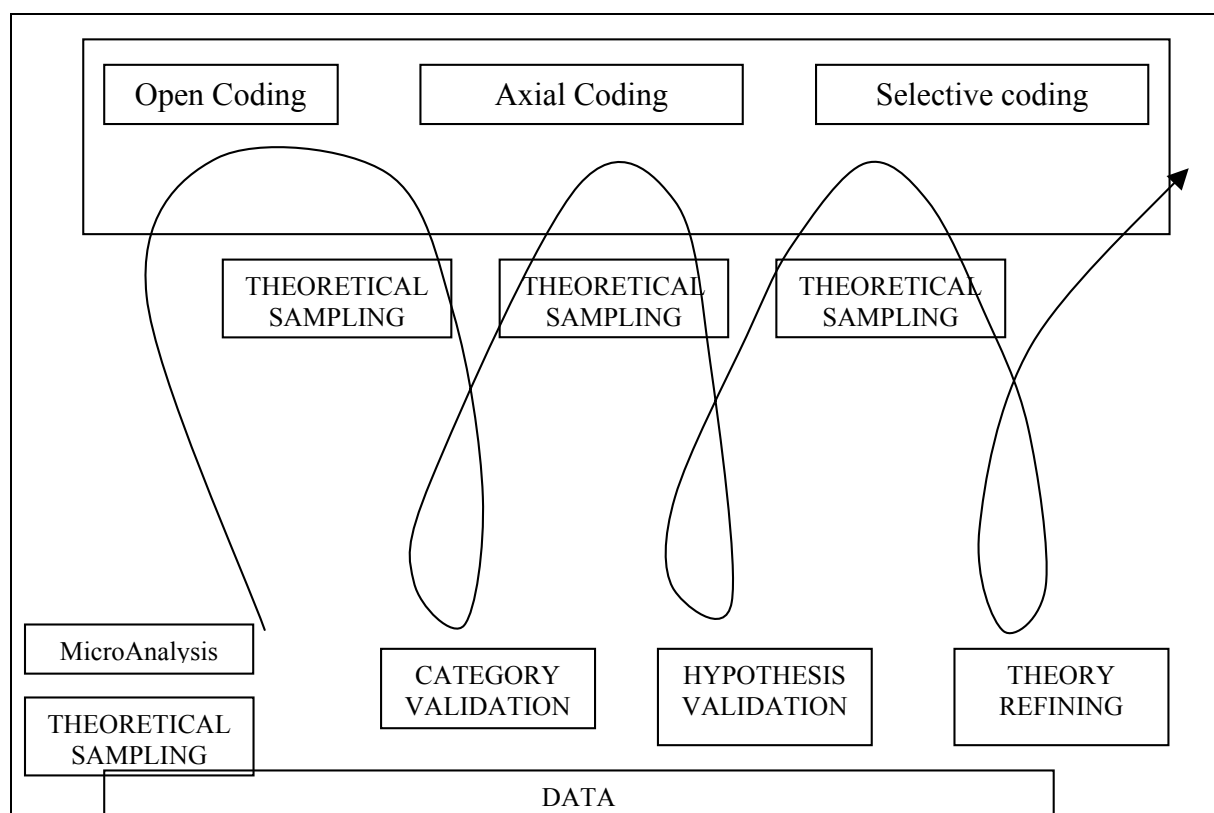 Open Coding
Axial Coding
Selective coding
THEORETICAL
SAMPLING
THEORETICAL
SAMPLING
THEORETICAL
SAMPLING
MicroAnalysis
CATEGORY
VALIDATION
HYPOTHESIS
VALIDATION
THEORY
REFINING
THEORETICAL
SAMPLING
DATA